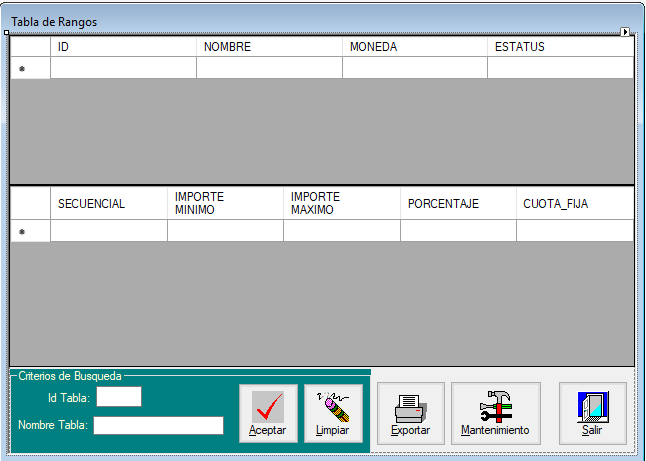 Tabla de Rangos
ID NOMBRE MONEDA ESTATUS
*
SECUENCIAL IMPORTE MINIMO IMPORTE MAXIMO PORCENTAJE CUOTA_FIJA
*
Criterios de Busqueda
Id Tabla:
Nombre Tabla:
Aceptar Limpiar Exportar Mantenimiento Salir